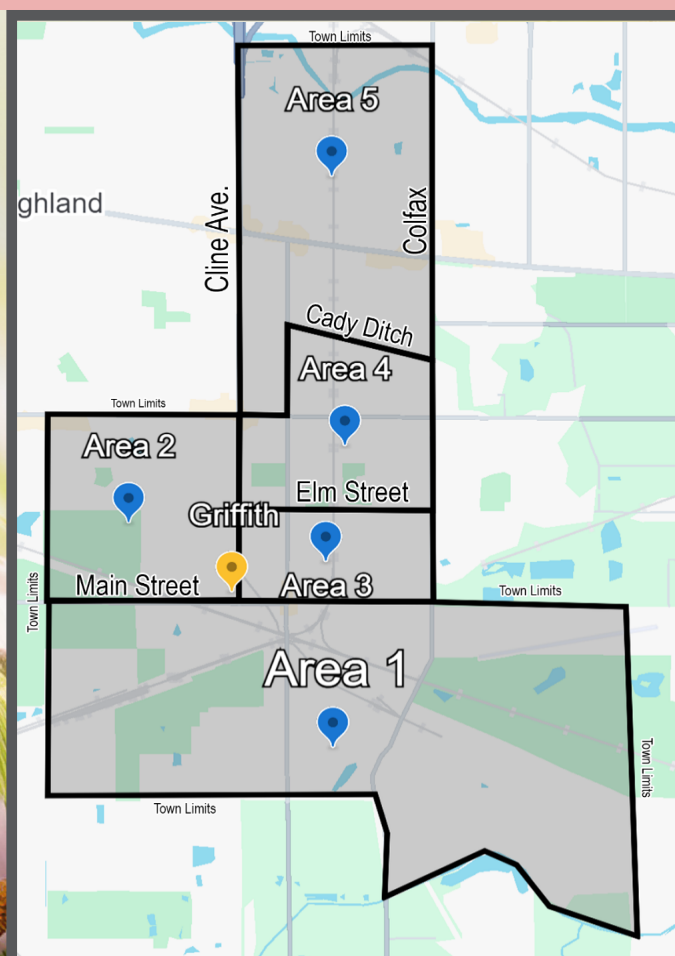 Town Limits
Area 5
ghland
Cline Ave.
Colfax
Cady Ditch
Area 4
Town Limits
Area 2
Elm Street
Griffith
Main Street
Area 3
Town Limits
Town Limits
Area 1
Town Limits
Town Limits